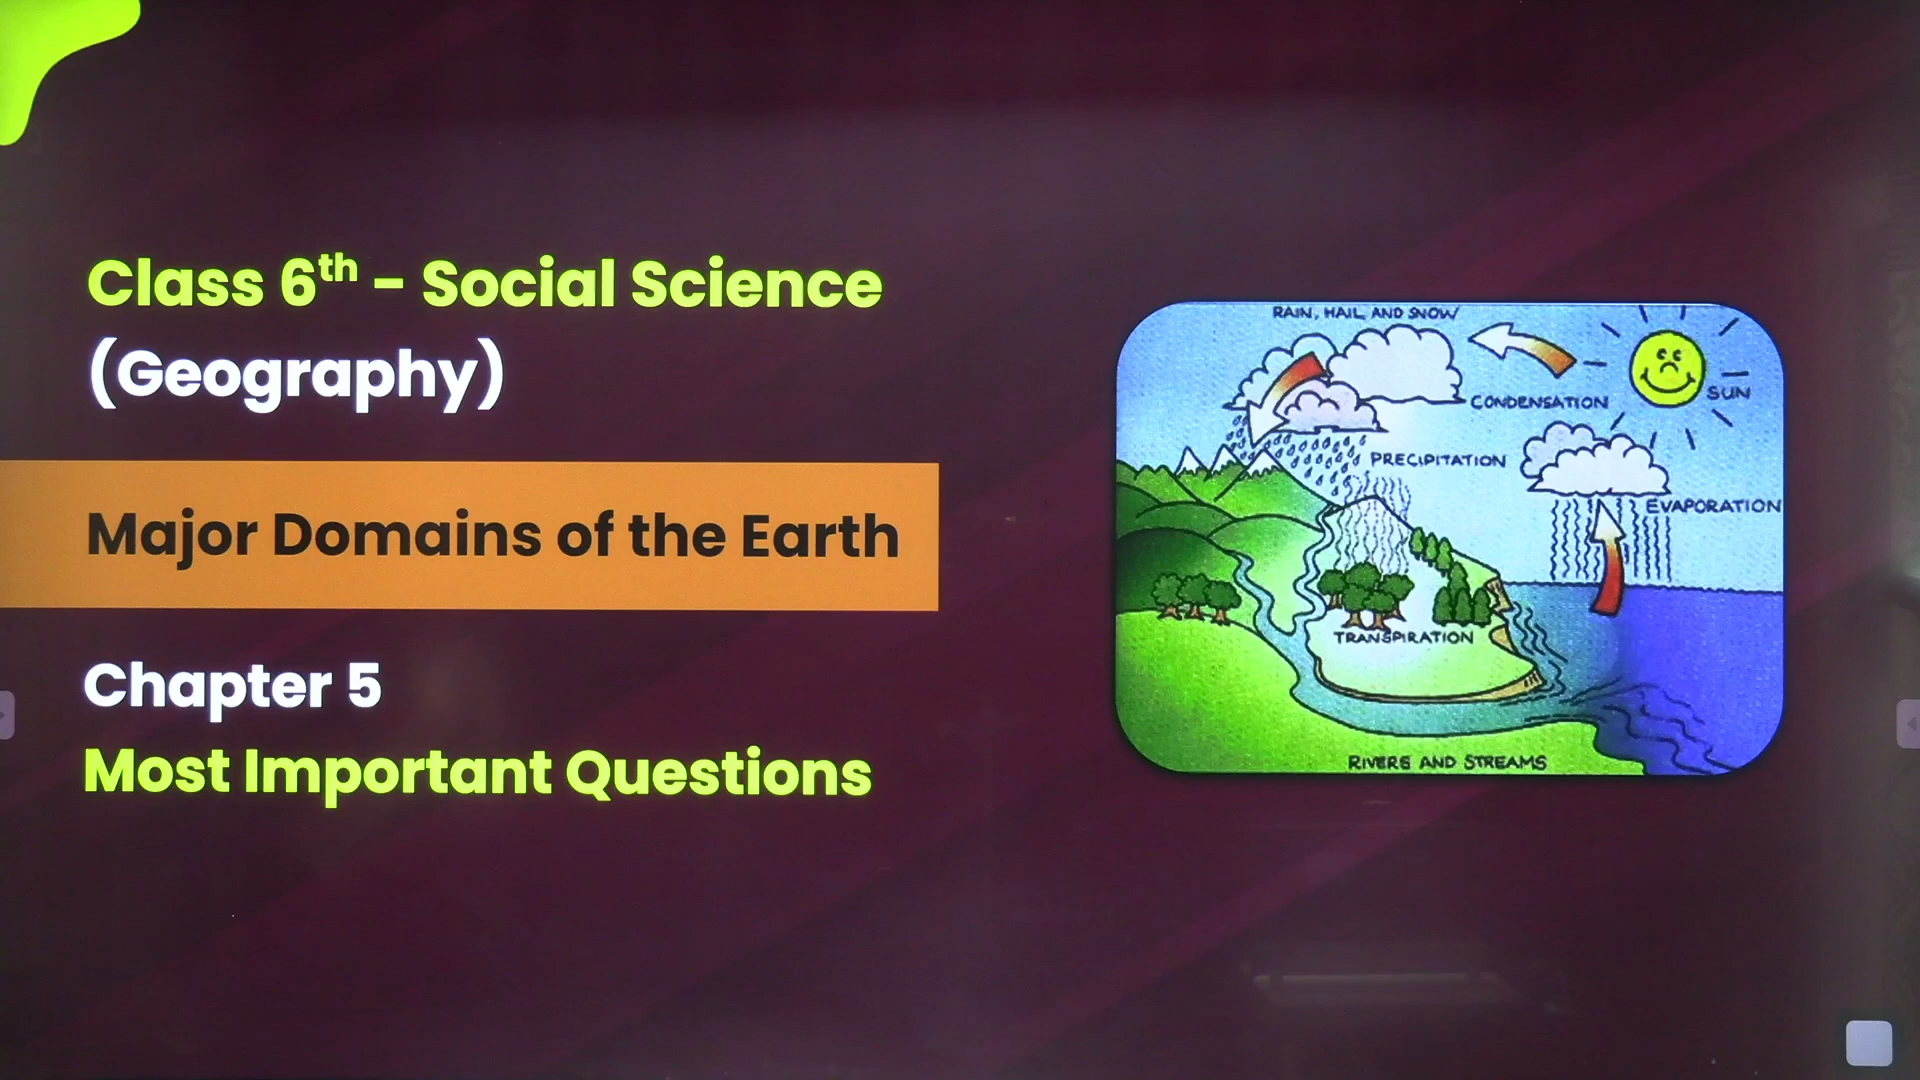 Class 6th - Social Science
(Geography)
Major Domains of the Earth
Chapter 5
Most Important Questions
RAIN, HAIL AND SNOW
CONDENSATION
SUN
PRECIPITATION
EVAPORATION
TRANSPIRATION
RIVERS AND STREAMS